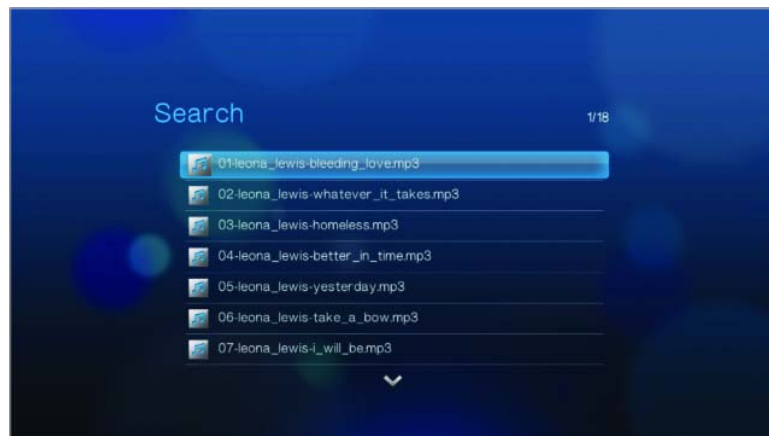 Search
1/18
01-leona_lewis-bleeding_love.mp3
02-leona_lewis-whatever_it_takes.mp3
03-leona_lewis-homeless.mp3
04-leona_lewis-better_in_time.mp3
05-leona_lewis-yesterday.mp3
06-leona_lewis-take_a_bow.mp3
07-leona_lewis-i_will_be.mp3